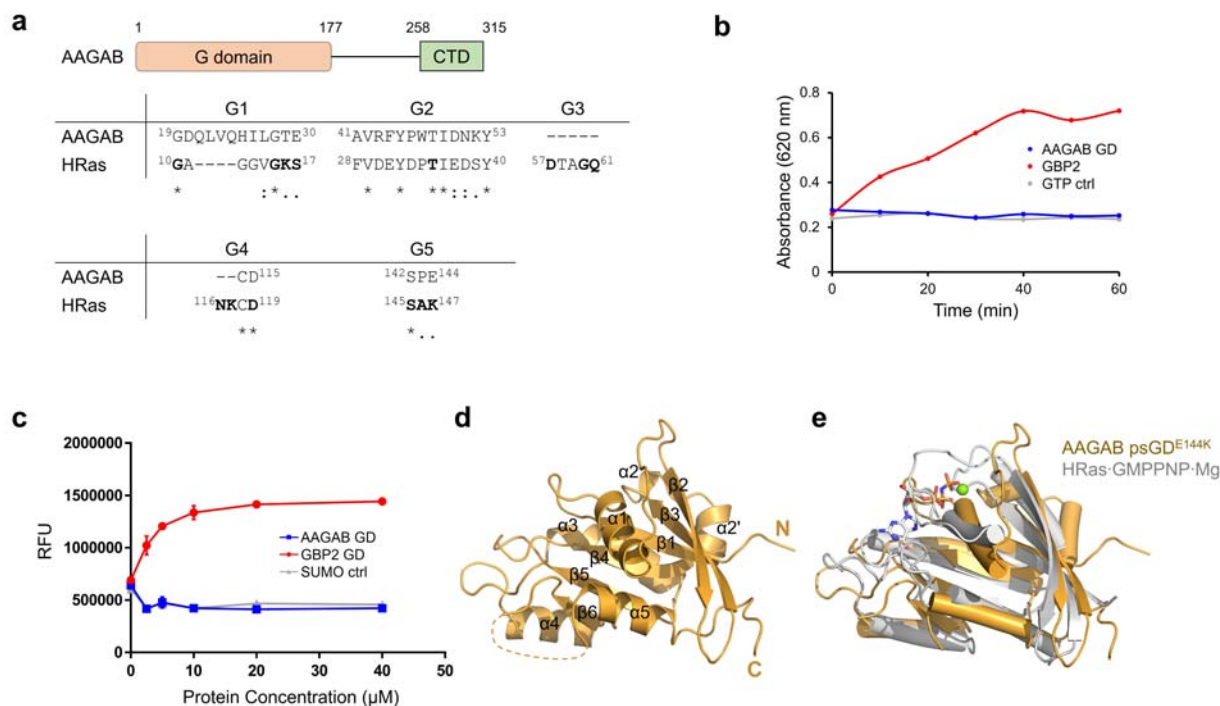 a
1 177 258 315
AAGAB G domain CTD
G1 G2 G3
AAGAB ¹⁹GDQLVQHILGTE³⁰ ⁴¹AVRFYPWTIDNKY⁵³ -----
HRas ¹⁰GA----GGVGKS¹⁷ ²⁸FVDEYDPTIEDSY⁴⁰ ⁵⁷DTAGQ⁶¹
* :*.. * * **::: *
G4 G5
AAGAB --CD¹¹⁵ ¹⁴²SPE¹⁴⁴
HRas ¹¹⁶NKCD¹¹⁹ ¹⁴⁵SAK¹⁴⁷
** *..
b
Absorbance (620 nm)
0.8
0.6
0.4
0.2
0
AAGAB GD
GBP2
GTP ctrl
0 20 40 60
Time (min)
c
RFU
2000000
1500000
1000000
500000
0
AAGAB GD
GBP2 GD
SUMO ctrl
0 10 20 30 40
Protein Concentration (µM)
d
α2
β2
α1
β3
α3
α2'
N
β4
β1
β5
α4
β6
α5
C
e
AAGAB psGD^E144K
HRas·GMPPNP·Mg